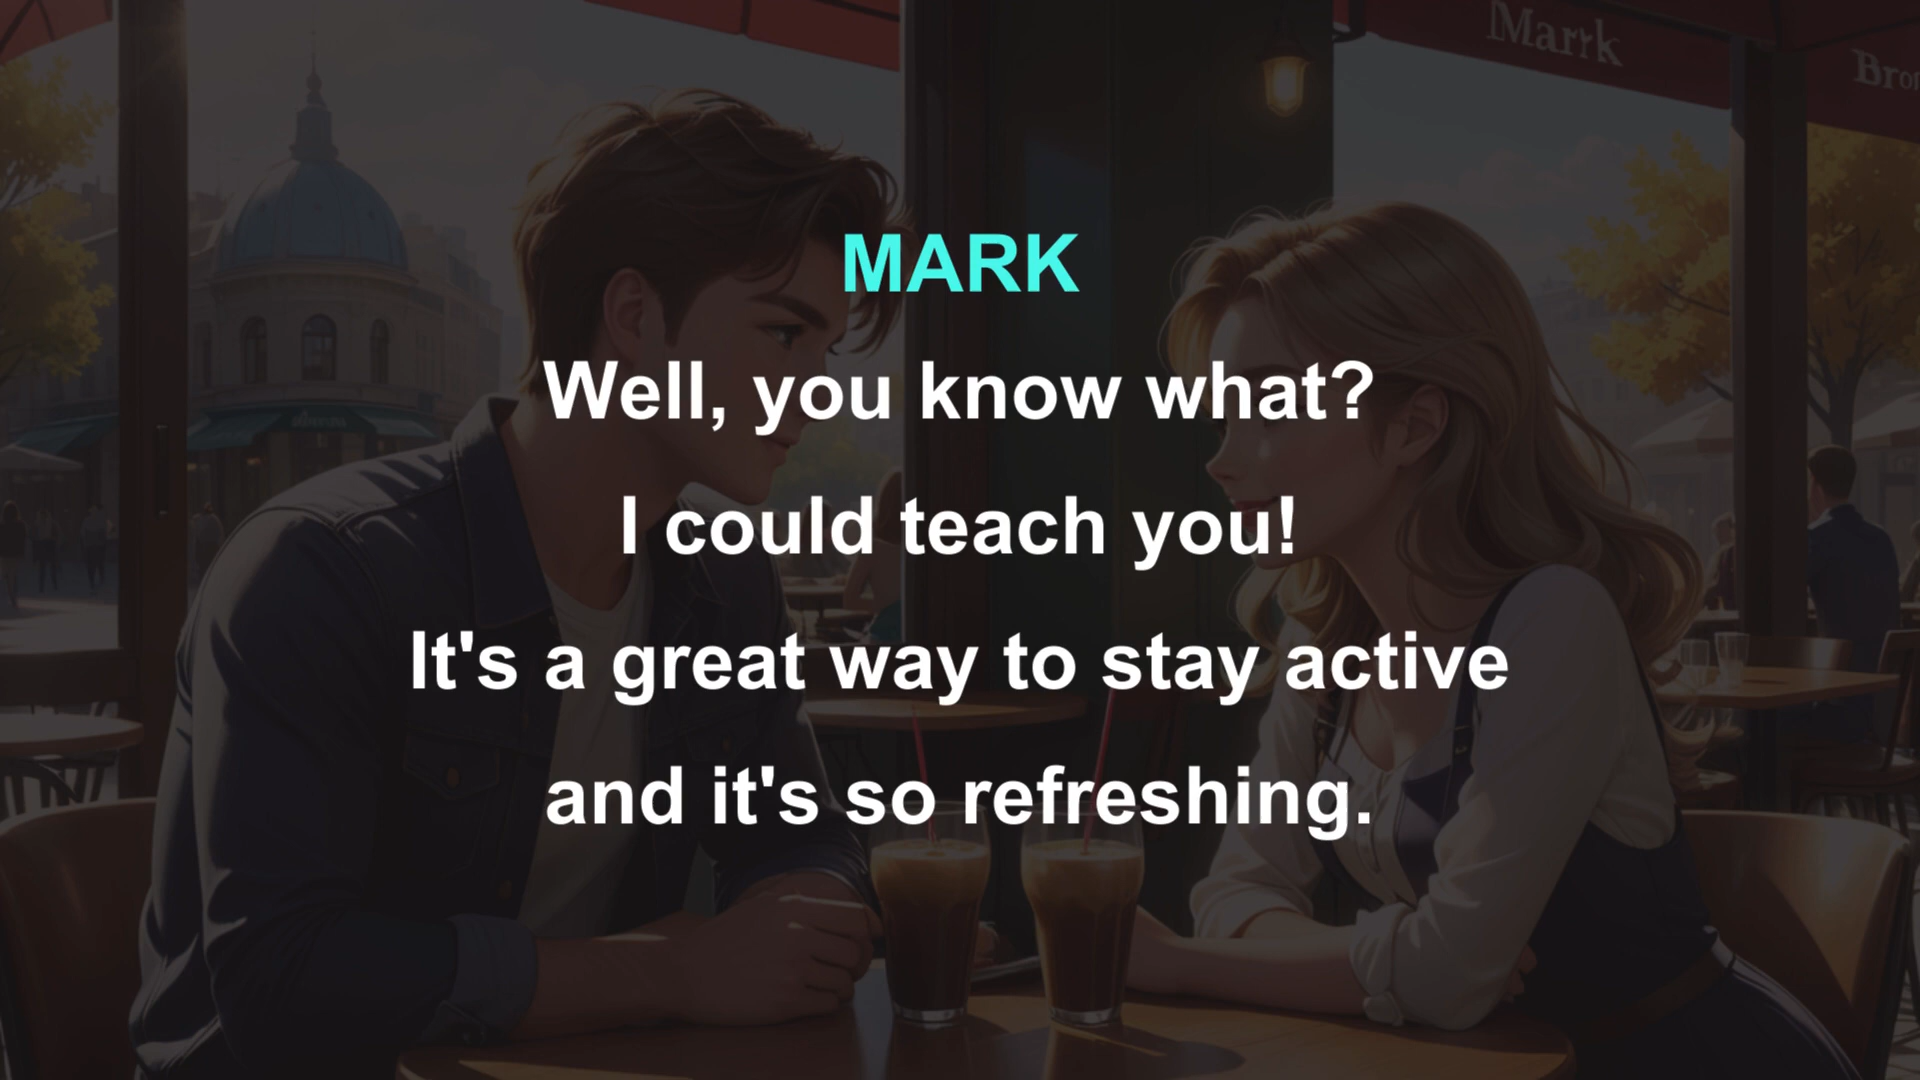 Marrk
MARK
Well, you know what?
I could teach you!
It's a great way to stay active
and it's so refreshing.